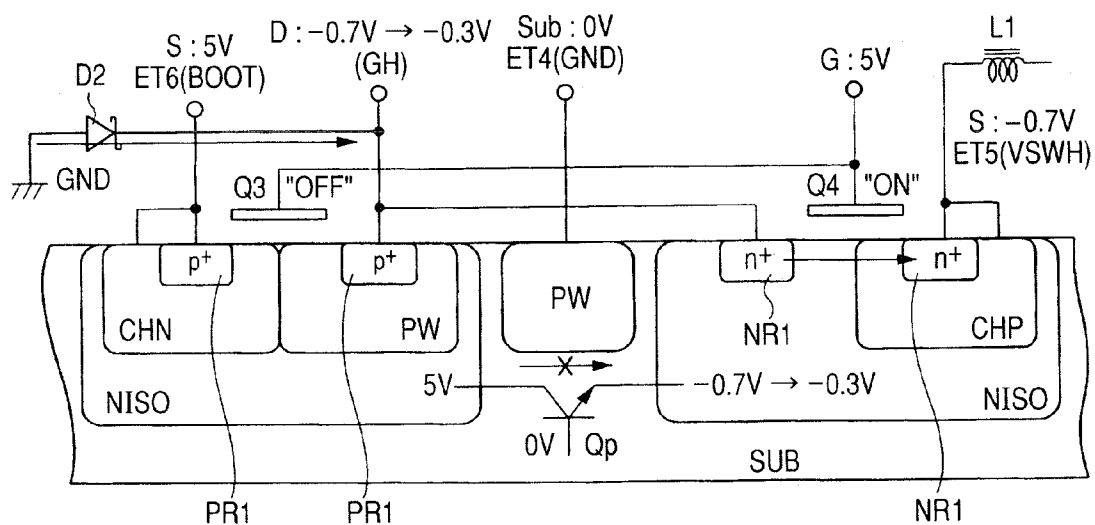 S : 5V
ET6(BOOT)
D : −0.7V → −0.3V
(GH)
Sub : 0V
ET4(GND)
G : 5V
L1
D2
S : −0.7V
ET5(VSWH)
GND
Q3 "OFF"
Q4 "ON"
p+
p+
n+
n+
PW
CHN
PW
NR1
CHP
5V
−0.7V → −0.3V
NISO
NISO
0V
Qp
SUB
PR1
PR1
NR1